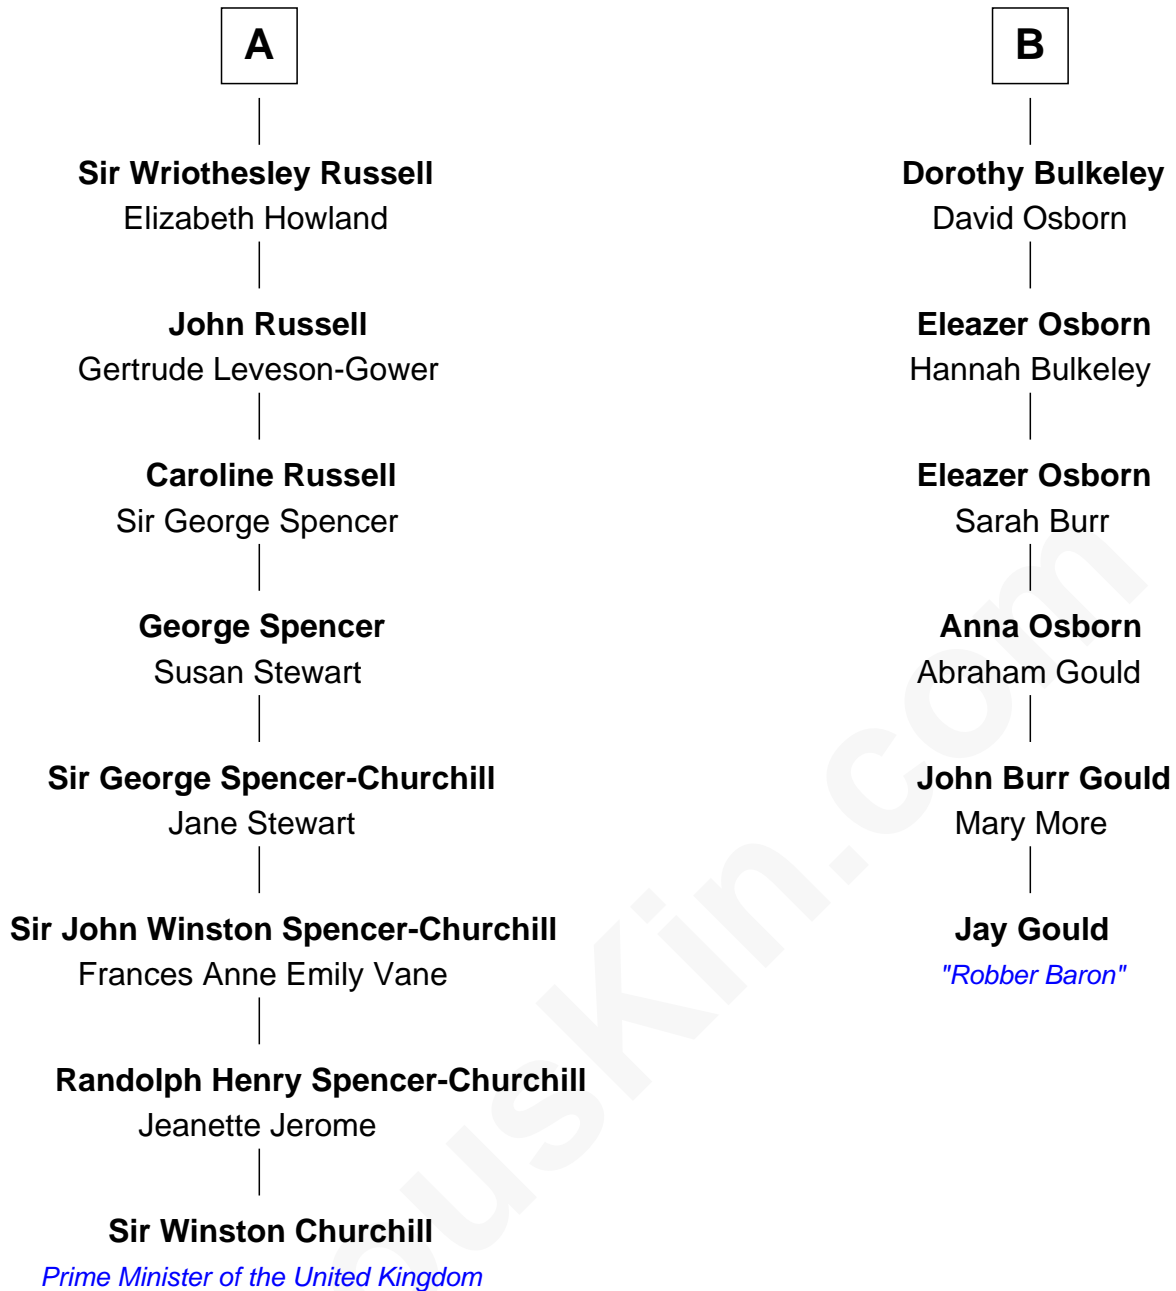 A
Sir Wriothesley Russell
Elizabeth Howland
John Russell
Gertrude Leveson-Gower
Caroline Russell
Sir George Spencer
George Spencer
Susan Stewart
Sir George Spencer-Churchill
Jane Stewart
Sir John Winston Spencer-Churchill
Frances Anne Emily Vane
Randolph Henry Spencer-Churchill
Jeanette Jerome
Sir Winston Churchill
Prime Minister of the United Kingdom
B
Dorothy Bulkeley
David Osborn
Eleazer Osborn
Hannah Bulkeley
Eleazer Osborn
Sarah Burr
Anna Osborn
Abraham Gould
John Burr Gould
Mary More
Jay Gould
"Robber Baron"
ousKin.com